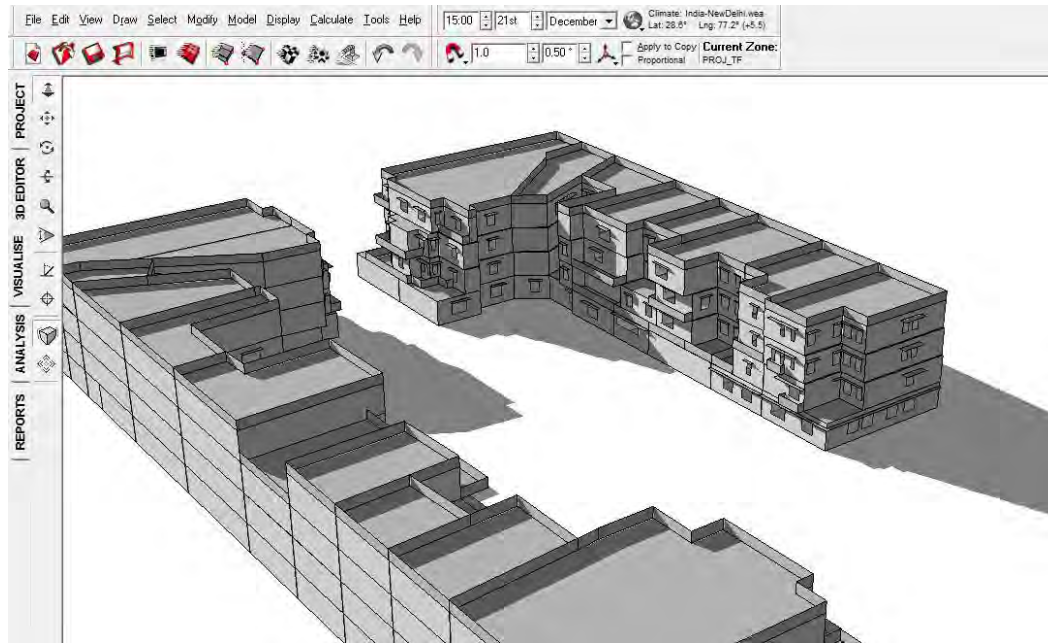 File Edit View Draw Select Modify Model Display Calculate Tools Help
15:00 21st December
Climate: India-NewDelhi.wea
Lat: 28.6° Lng: 77.2° (+5.5)
1.0 0.50 °
Apply to Copy
Proportional
Current Zone:
PROJ_TF
PROJECT
3D EDITOR
VISUALISE
ANALYSIS
REPORTS